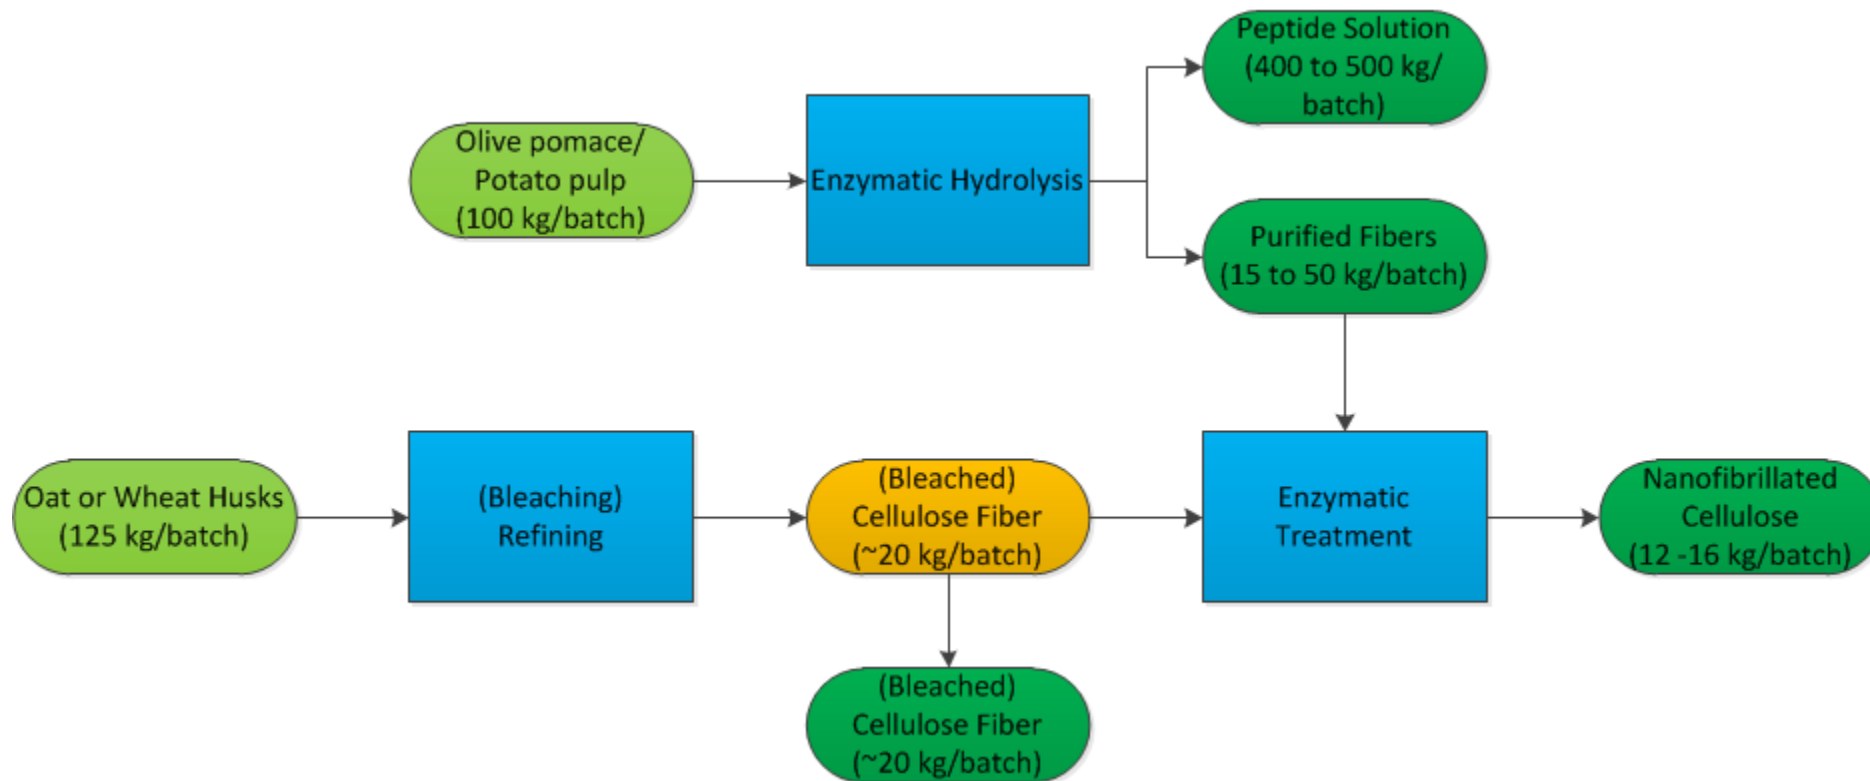 Peptide Solution
(400 to 500 kg/
batch)
Olive pomace/
Potato pulp
(100 kg/batch)
Enzymatic Hydrolysis
Purified Fibers
(15 to 50 kg/batch)
Oat or Wheat Husks
(125 kg/batch)
(Bleaching)
Refining
(Bleached)
Cellulose Fiber
(~20 kg/batch)
Enzymatic
Treatment
Nanofibrillated
Cellulose
(12 -16 kg/batch)
(Bleached)
Cellulose Fiber
(~20 kg/batch)